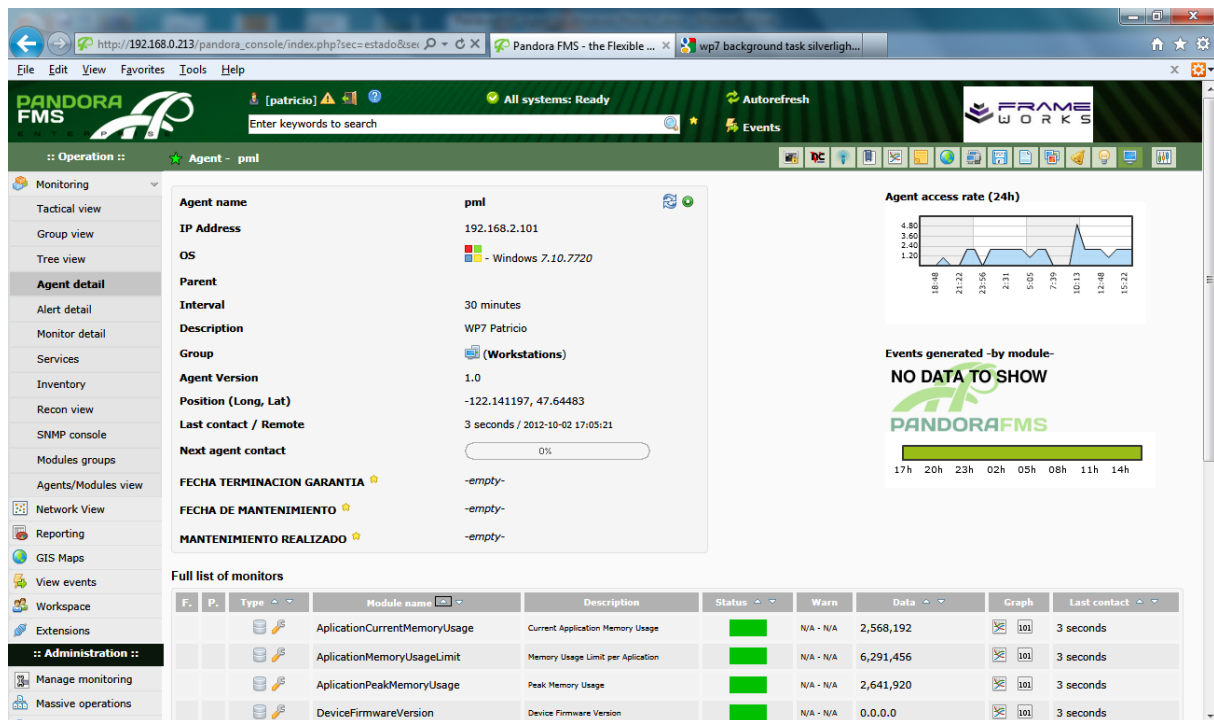 http://192.168.0.213/pandora_console/index.php?sec=estado&sec
Pandora FMS - the Flexible ...
wp7 background task silverligh...
File Edit View Favorites Tools Help
PANDORA FMS
ENTERPRISE
[patricio]
All systems: Ready
Autorefresh
FRAME WORKS
Enter keywords to search
Events
:: Operation ::
Agent - pml
Monitoring
Tactical view
Group view
Tree view
Agent detail
Alert detail
Monitor detail
Services
Inventory
Recon view
SNMP console
Modules groups
Agents/Modules view
Network View
Reporting
GIS Maps
View events
Workspace
Extensions
:: Administration ::
Manage monitoring
Massive operations
Agent name pml
IP Address 192.168.2.101
OS - Windows 7.10.7720
Parent
Interval 30 minutes
Description WP7 Patricio
Group (Workstations)
Agent Version 1.0
Position (Long, Lat) -122.141197, 47.64483
Last contact / Remote 3 seconds / 2012-10-02 17:05:21
Next agent contact 0%
FECHA TERMINACION GARANTIA -empty-
FECHA DE MANTENIMIENTO -empty-
MANTENIMIENTO REALIZADO -empty-
Agent access rate (24h)
4.80
3.60
2.40
1.20
18:48 21:22 23:56 2:31 5:05 7:39 10:13 12:48 15:22
Events generated -by module-
NO DATA TO SHOW
PANDORAFMS
17h 20h 23h 02h 05h 08h 11h 14h
Full list of monitors
F. P. Type Module name Description Status Warn Data Graph Last contact
AplicationCurrentMemoryUsage Current Application Memory Usage N/A - N/A 2,568,192 101 3 seconds
AplicationMemoryUsageLimit Memory Usage Limit per Aplication N/A - N/A 6,291,456 101 3 seconds
AplicationPeakMemoryUsage Peak Memory Usage N/A - N/A 2,641,920 101 3 seconds
DeviceFirmwareVersion Device Firmware Version N/A - N/A 0.0.0.0 101 3 seconds